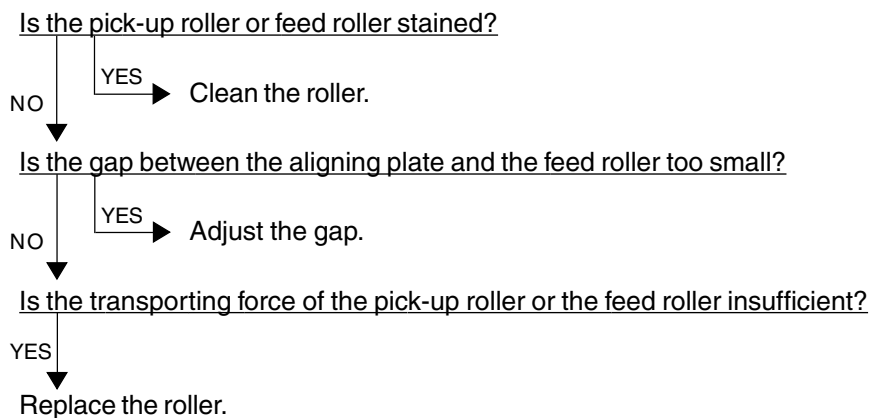 Is the pick-up roller or feed roller stained?
YES
Clean the roller.
NO
Is the gap between the aligning plate and the feed roller too small?
YES
Adjust the gap.
NO
Is the transporting force of the pick-up roller or the feed roller insufficient?
YES
Replace the roller.